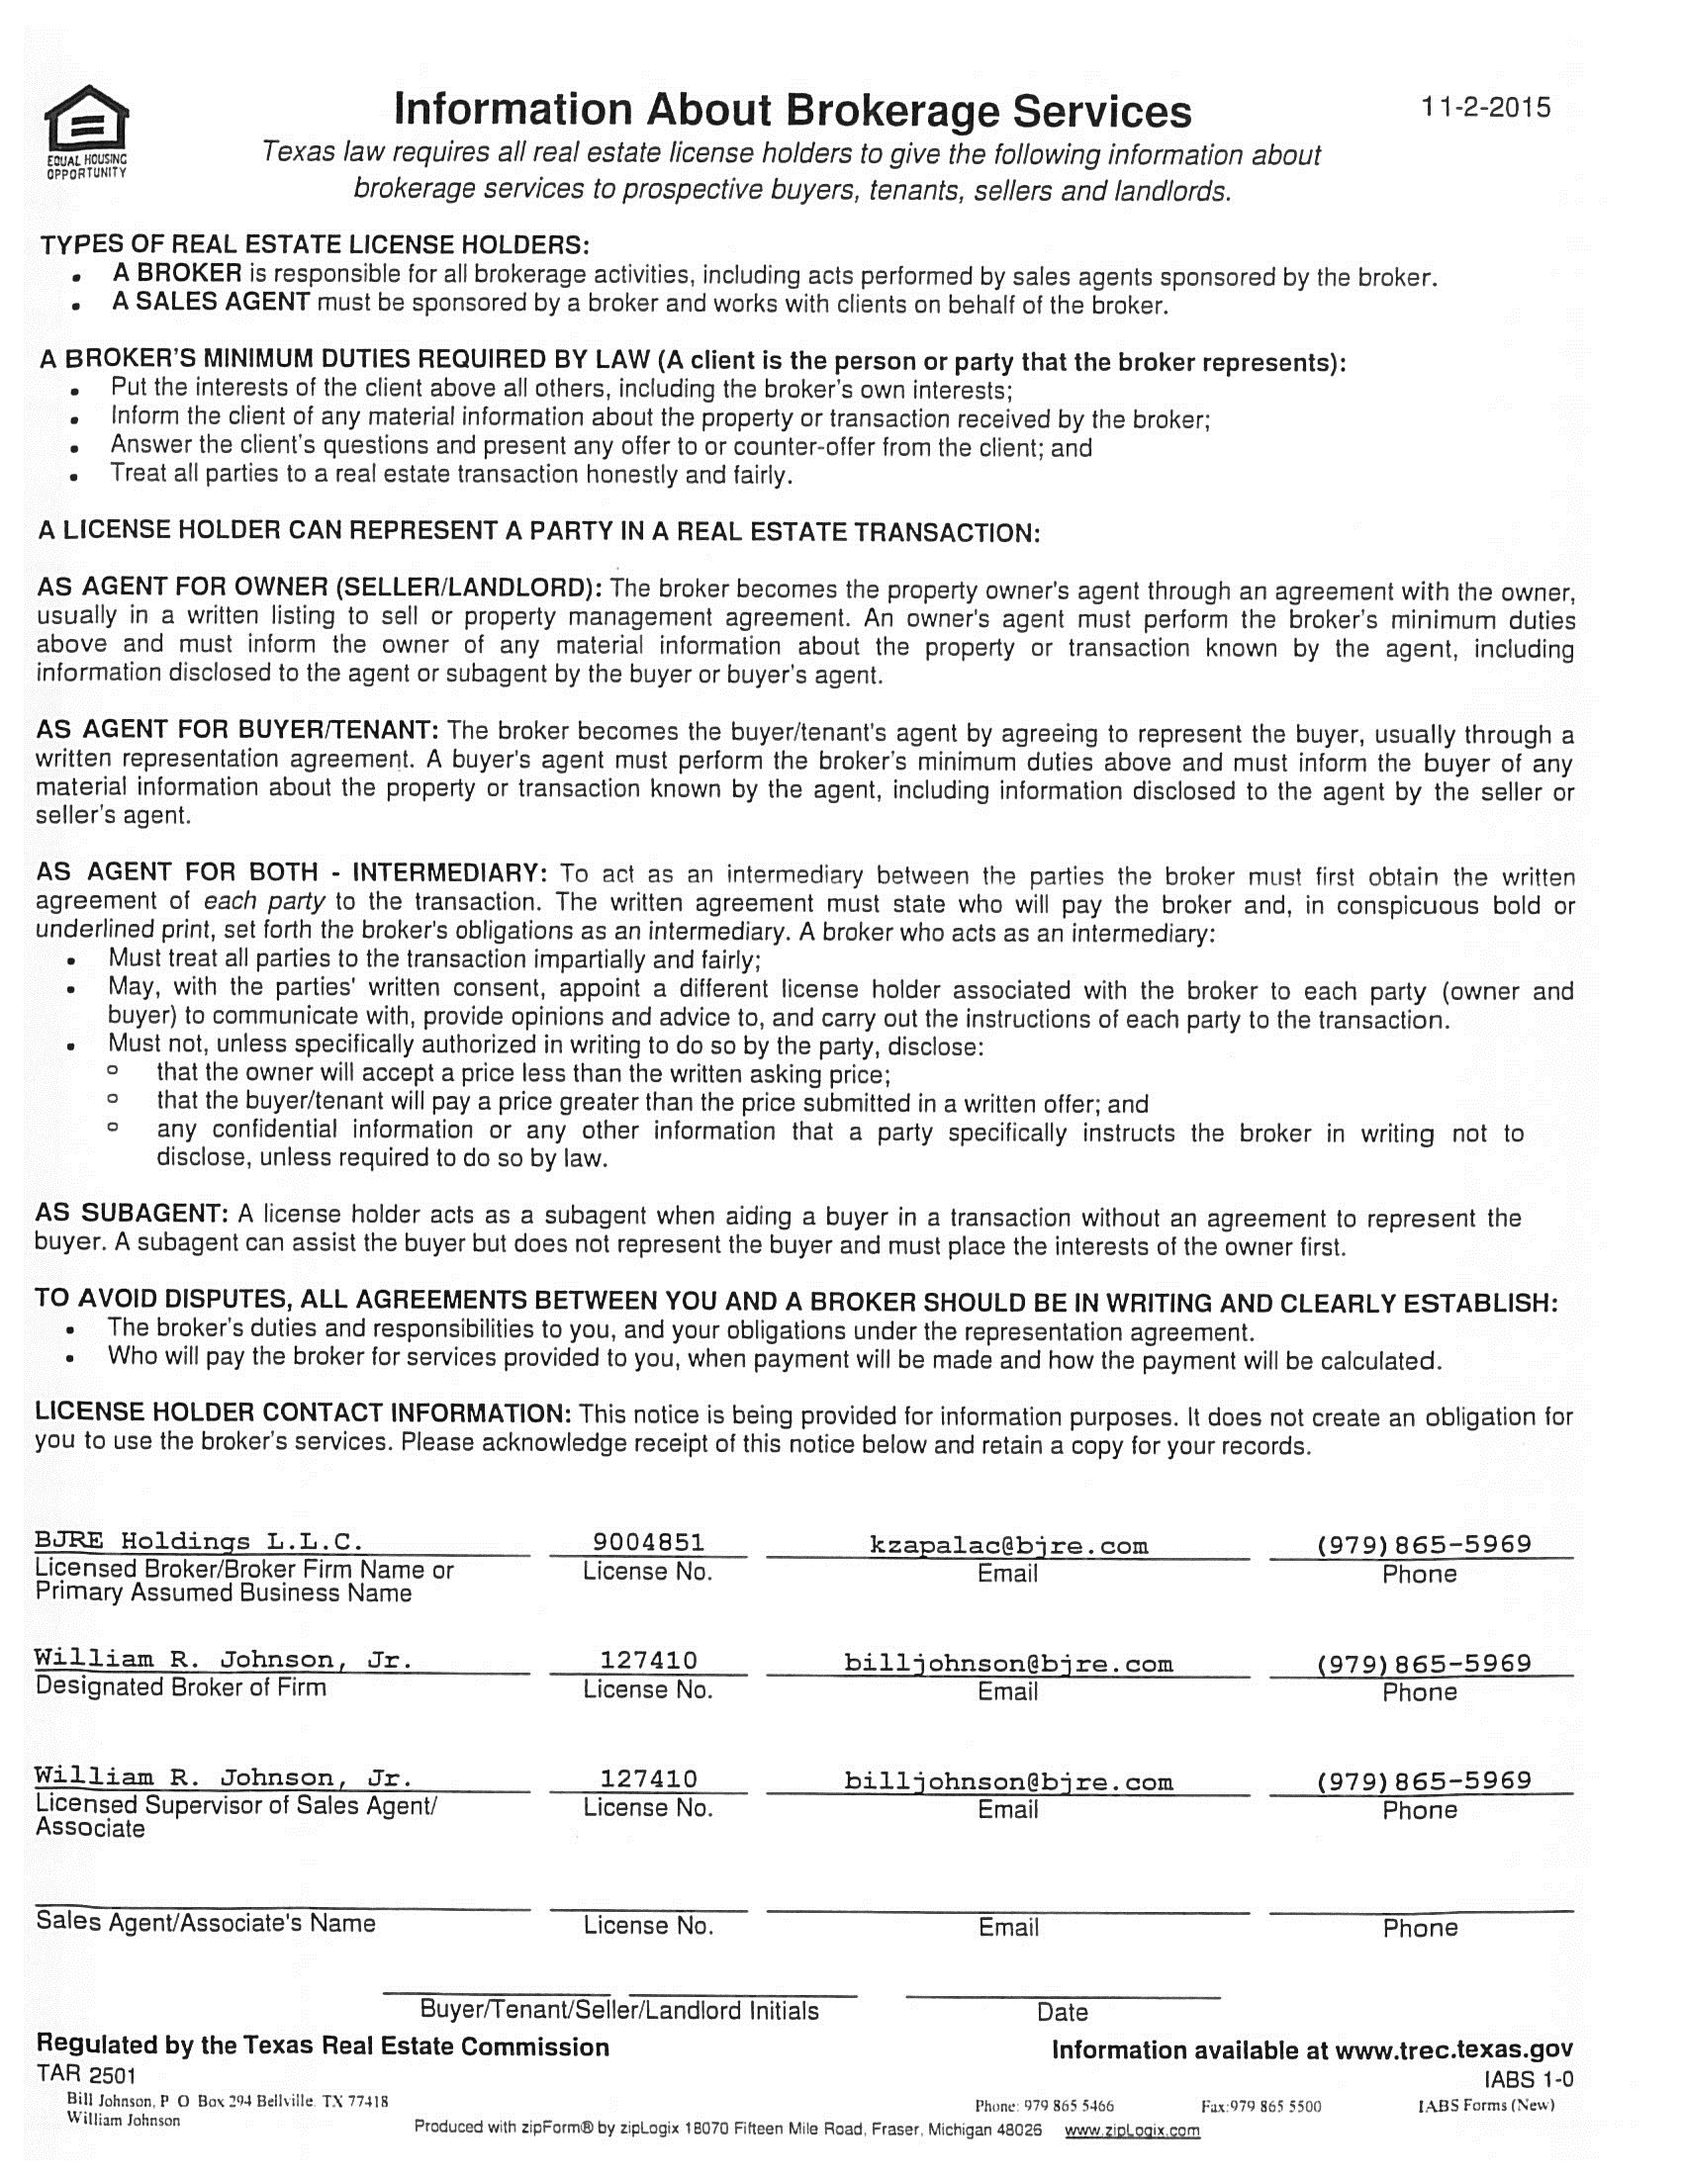 Information About Brokerage Services
11-2-2015
EQUAL HOUSING
OPPORTUNITY
Texas law requires all real estate license holders to give the following information about
brokerage services to prospective buyers, tenants, sellers and landlords.
TYPES OF REAL ESTATE LICENSE HOLDERS:
• A BROKER is responsible for all brokerage activities, including acts performed by sales agents sponsored by the broker.
• A SALES AGENT must be sponsored by a broker and works with clients on behalf of the broker.
A BROKER'S MINIMUM DUTIES REQUIRED BY LAW (A client is the person or party that the broker represents):
• Put the interests of the client above all others, including the broker's own interests;
• Inform the client of any material information about the property or transaction received by the broker;
• Answer the client's questions and present any offer to or counter-offer from the client; and
• Treat all parties to a real estate transaction honestly and fairly.
A LICENSE HOLDER CAN REPRESENT A PARTY IN A REAL ESTATE TRANSACTION:
AS AGENT FOR OWNER (SELLER/LANDLORD): The broker becomes the property owner's agent through an agreement with the owner,
usually in a written listing to sell or property management agreement. An owner's agent must perform the broker's minimum duties
above and must inform the owner of any material information about the property or transaction known by the agent, including
information disclosed to the agent or subagent by the buyer or buyer's agent.
AS AGENT FOR BUYER/TENANT: The broker becomes the buyer/tenant's agent by agreeing to represent the buyer, usually through a
written representation agreement. A buyer's agent must perform the broker's minimum duties above and must inform the buyer of any
material information about the property or transaction known by the agent, including information disclosed to the agent by the seller or
seller's agent.
AS AGENT FOR BOTH - INTERMEDIARY: To act as an intermediary between the parties the broker must first obtain the written
agreement of each party to the transaction. The written agreement must state who will pay the broker and, in conspicuous bold or
underlined print, set forth the broker's obligations as an intermediary. A broker who acts as an intermediary:
• Must treat all parties to the transaction impartially and fairly;
• May, with the parties' written consent, appoint a different license holder associated with the broker to each party (owner and
buyer) to communicate with, provide opinions and advice to, and carry out the instructions of each party to the transaction.
• Must not, unless specifically authorized in writing to do so by the party, disclose:
o that the owner will accept a price less than the written asking price;
o that the buyer/tenant will pay a price greater than the price submitted in a written offer; and
o any confidential information or any other information that a party specifically instructs the broker in writing not to
disclose, unless required to do so by law.
AS SUBAGENT: A license holder acts as a subagent when aiding a buyer in a transaction without an agreement to represent the
buyer. A subagent can assist the buyer but does not represent the buyer and must place the interests of the owner first.
TO AVOID DISPUTES, ALL AGREEMENTS BETWEEN YOU AND A BROKER SHOULD BE IN WRITING AND CLEARLY ESTABLISH:
• The broker's duties and responsibilities to you, and your obligations under the representation agreement.
• Who will pay the broker for services provided to you, when payment will be made and how the payment will be calculated.
LICENSE HOLDER CONTACT INFORMATION: This notice is being provided for information purposes. It does not create an obligation for
you to use the broker's services. Please acknowledge receipt of this notice below and retain a copy for your records.
BJRE Holdings L.L.C. 9004851 kzapalac@bjre.com (979)865-5969
Licensed Broker/Broker Firm Name or License No. Email Phone
Primary Assumed Business Name
William R. Johnson, Jr. 127410 billjohnson@bjre.com (979)865-5969
Designated Broker of Firm License No. Email Phone
William R. Johnson, Jr. 127410 billjohnson@bjre.com (979)865-5969
Licensed Supervisor of Sales Agent/ License No. Email Phone
Associate
Sales Agent/Associate's Name License No. Email Phone
Buyer/Tenant/Seller/Landlord Initials Date
Regulated by the Texas Real Estate Commission Information available at www.trec.texas.gov
TAR 2501 IABS 1-0
Bill Johnson, P O Box 294 Bellville. TX 77418 Phone: 979 865 5466 Fax:979 865 5500 IABS Forms (New)
William Johnson
Produced with zipForm® by zipLogix 18070 Fifteen Mile Road, Fraser, Michigan 48026 www.zipLogix.com